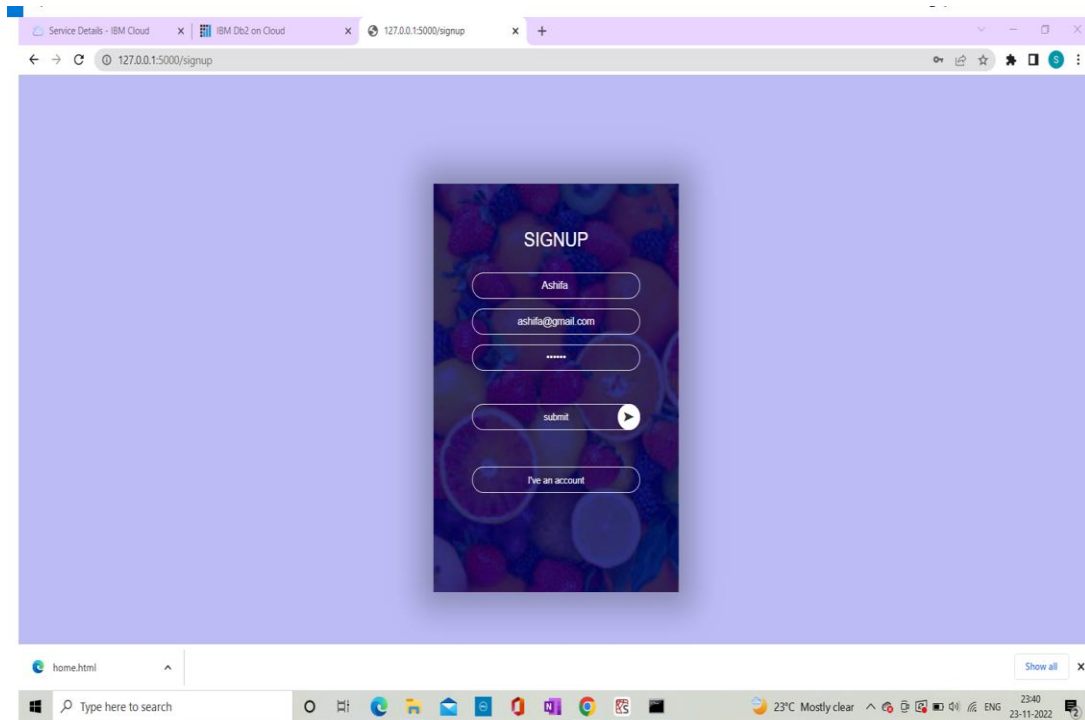 Service Details - IBM Cloud
IBM Db2 on Cloud
127.0.0.1:5000/signup
127.0.0.1:5000/signup
S
SIGNUP
Ashifa
ashifa@gmail.com
submit
I've an account
home.html
Show all
Type here to search
23°C Mostly clear
ENG
23:40
23-11-2022
2